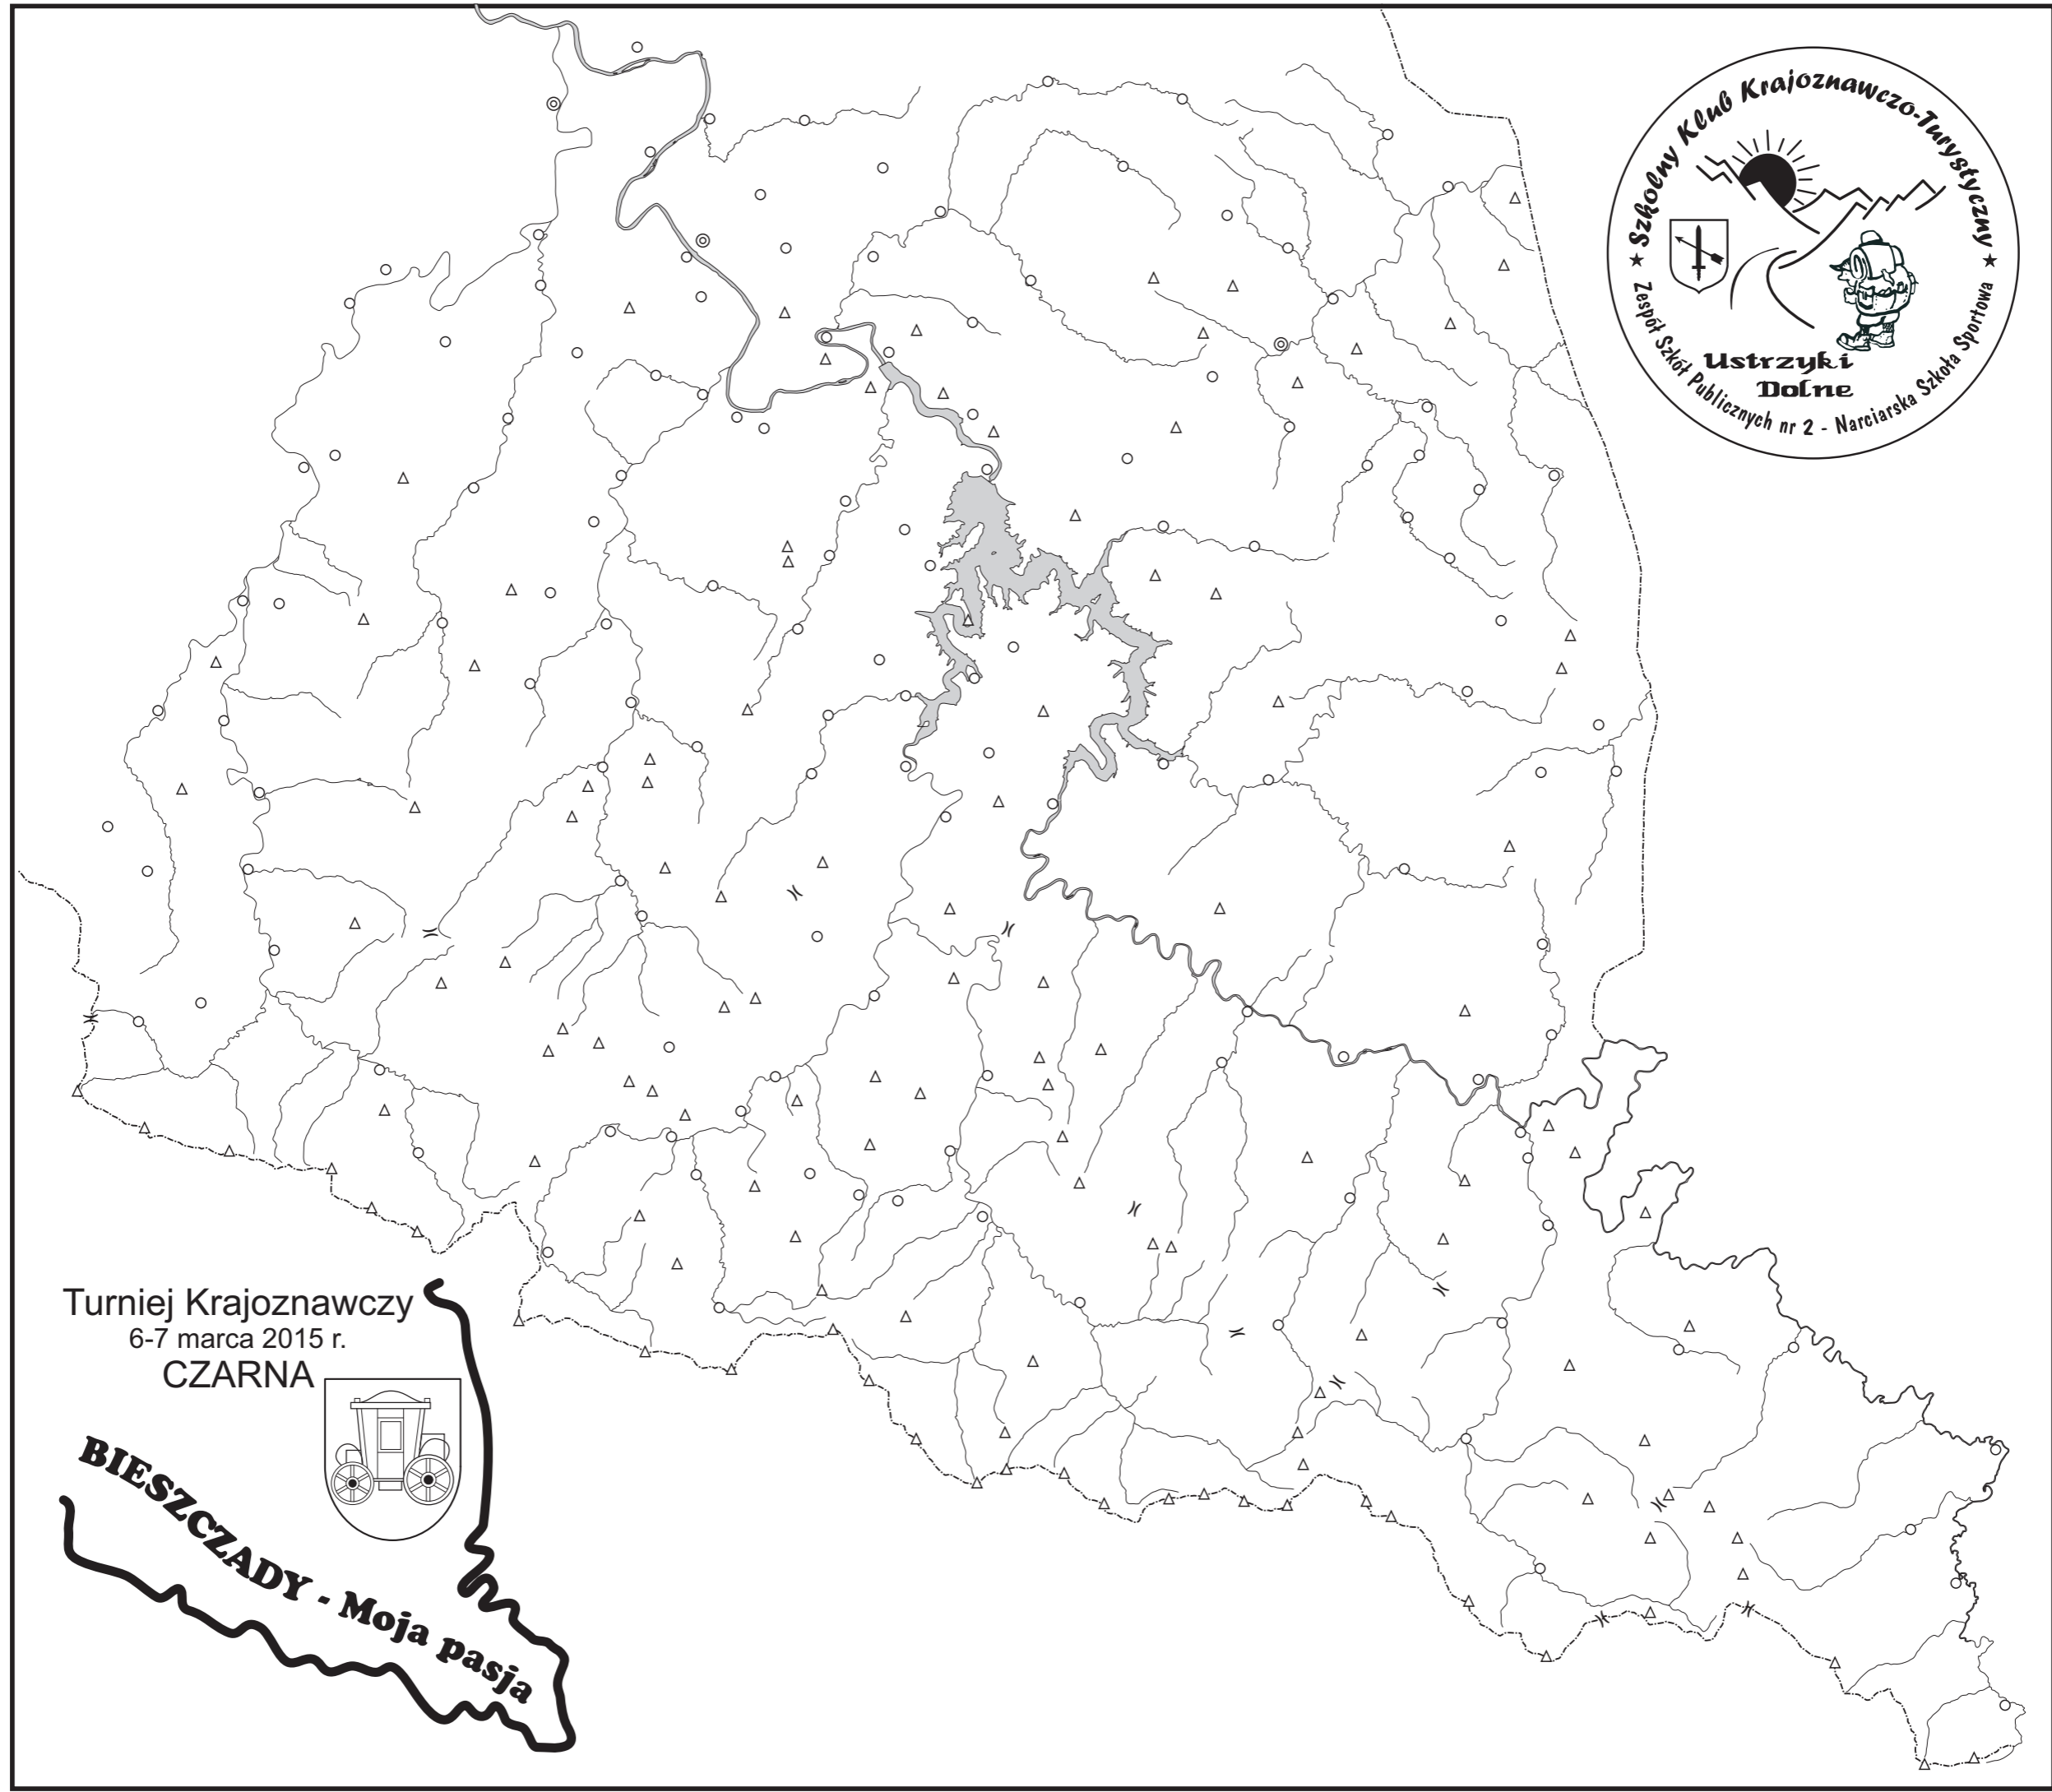 ★ Szkolny Klub Krajoznawczo-Turystyczny ★
Ustrzyki
Dolne
Zespół Szkół Publicznych nr 2 - Narciarska Szkoła Sportowa
Turniej Krajoznawczy
6-7 marca 2015 r.
CZARNA
BIESZCZADY - Moja pasja